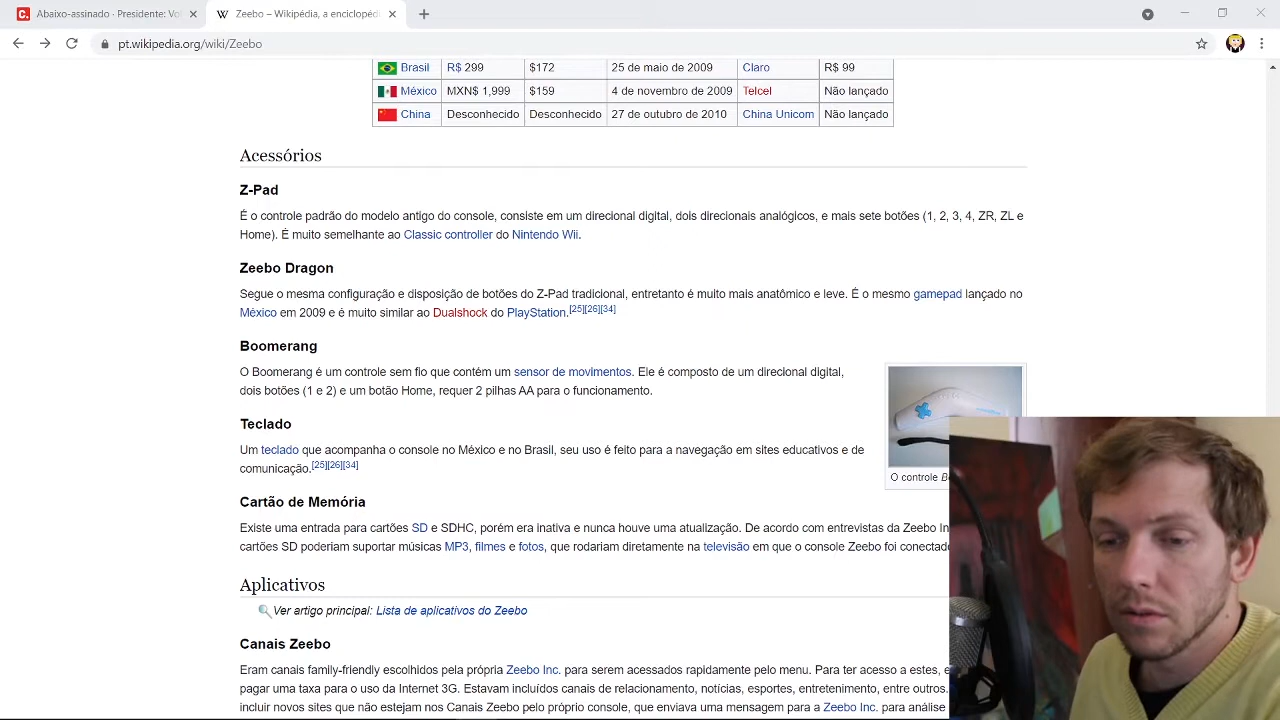 Abaixo-assinado · Presidente: Vo
Zeebo – Wikipédia, a enciclopéd
pt.wikipedia.org/wiki/Zeebo
Brasil R$ 299 $172 25 de maio de 2009 Claro R$ 99
México MXN$ 1,999 $159 4 de novembro de 2009 Telcel Não lançado
China Desconhecido Desconhecido 27 de outubro de 2010 China Unicom Não lançado
Acessórios
Z-Pad
É o controle padrão do modelo antigo do console, consiste em um direcional digital, dois direcionais analógicos, e mais sete botões (1, 2, 3, 4, ZR, ZL e
Home). É muito semelhante ao Classic controller do Nintendo Wii.
Zeebo Dragon
Segue o mesma configuração e disposição de botões do Z-Pad tradicional, entretanto é muito mais anatômico e leve. É o mesmo gamepad lançado no
México em 2009 e é muito similar ao Dualshock do PlayStation.[25][26][34]
Boomerang
O Boomerang é um controle sem fio que contém um sensor de movimentos. Ele é composto de um direcional digital,
dois botões (1 e 2) e um botão Home, requer 2 pilhas AA para o funcionamento.
Teclado
Um teclado que acompanha o console no México e no Brasil, seu uso é feito para a navegação em sites educativos e de
comunicação.[25][26][34]
O controle B
Cartão de Memória
Existe uma entrada para cartões SD e SDHC, porém era inativa e nunca houve uma atualização. De acordo com entrevistas da Zeebo In
cartões SD poderiam suportar músicas MP3, filmes e fotos, que rodariam diretamente na televisão em que o console Zeebo foi conectado
Aplicativos
Ver artigo principal: Lista de aplicativos do Zeebo
Canais Zeebo
Eram canais family-friendly escolhidos pela própria Zeebo Inc. para serem acessados rapidamente pelo menu. Para ter acesso a estes, e
pagar uma taxa para o uso da Internet 3G. Estavam incluídos canais de relacionamento, notícias, esportes, entretenimento, entre outros.
incluir novos sites que não estejam nos Canais Zeebo pelo próprio console, que enviava uma mensagem para a Zeebo Inc. para análise